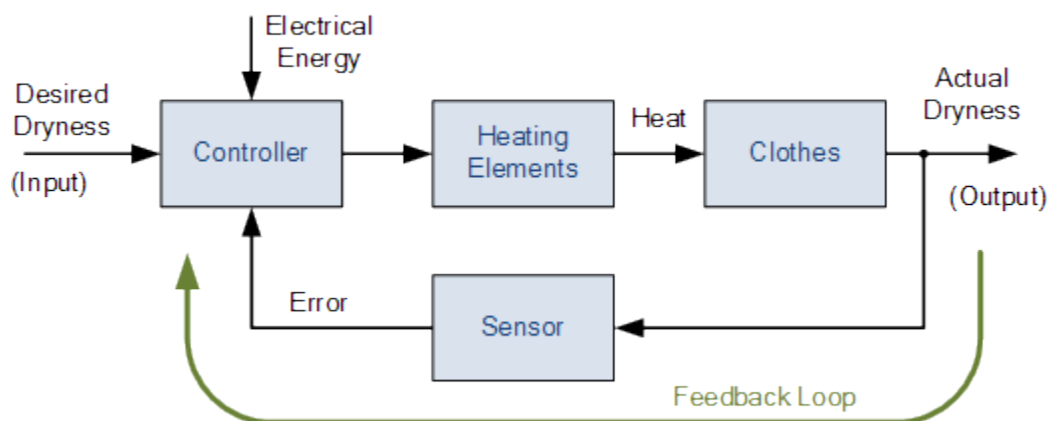 Electrical
Energy
Desired
Dryness
(Input)
Controller
Heating
Elements
Heat
Clothes
Actual
Dryness
(Output)
Error
Sensor
Feedback Loop